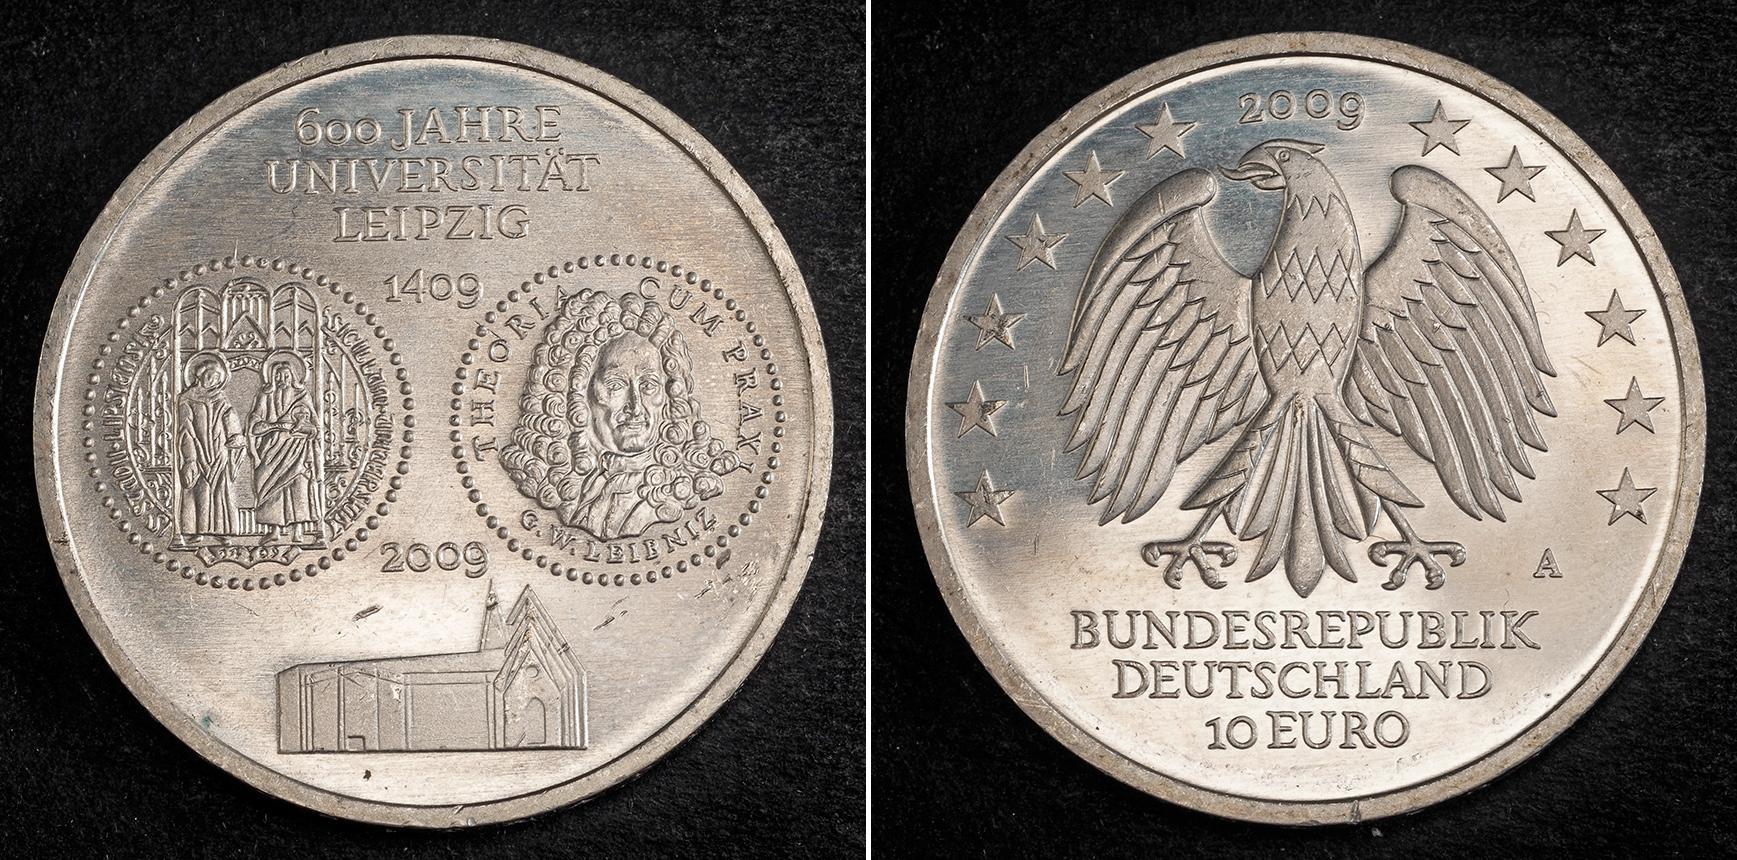 600 JAHRE
UNIVERSITÄT
LEIPZIG
1409
THEORIA CUM PRAXI
G.W.LEIBNIZ
2009
2009
A
BUNDESREPUBLIK
DEUTSCHLAND
10 EURO